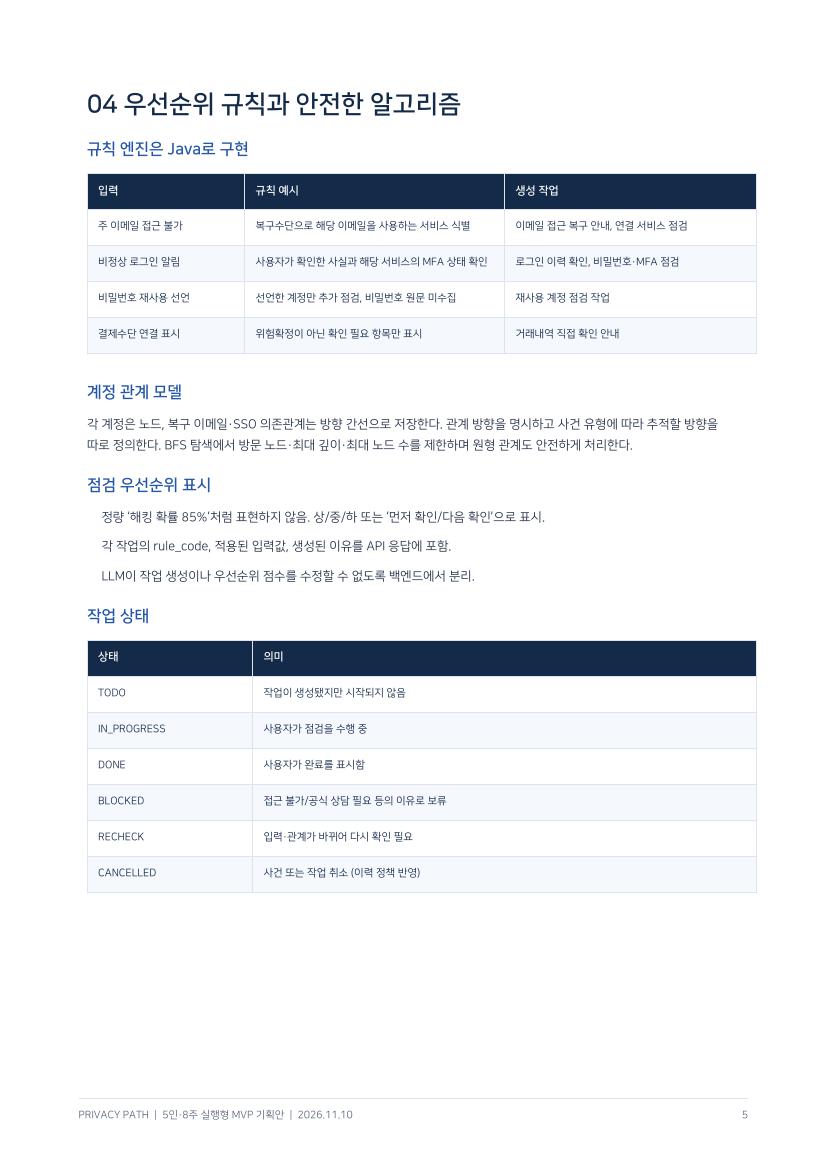 04 우선순위 규칙과 안전한 알고리즘
규칙 엔진은 Java로 구현
입력 규칙 예시 생성 작업
주 이메일 접근 불가 복구수단으로 해당 이메일을 사용하는 서비스 식별 이메일 접근 복구 안내, 연결 서비스 점검
비정상 로그인 알림 사용자가 확인한 사실과 해당 서비스의 MFA 상태 확인 로그인 이력 확인, 비밀번호·MFA 점검
비밀번호 재사용 선언 선언한 계정만 추가 점검, 비밀번호 원문 미수집 재사용 계정 점검 작업
결제수단 연결 표시 위험확정이 아닌 확인 필요 항목만 표시 거래내역 직접 확인 안내
계정 관계 모델
각 계정은 노드, 복구 이메일·SSO 의존관계는 방향 간선으로 저장한다. 관계 방향을 명시하고 사건 유형에 따라 추적할 방향을
따로 정의한다. BFS 탐색에서 방문 노드·최대 깊이·최대 노드 수를 제한하며 원형 관계도 안전하게 처리한다.
점검 우선순위 표시
정량 ‘해킹 확률 85%’처럼 표현하지 않음. 상/중/하 또는 ‘먼저 확인/다음 확인’으로 표시.
각 작업의 rule_code, 적용된 입력값, 생성된 이유를 API 응답에 포함.
LLM이 작업 생성이나 우선순위 점수를 수정할 수 없도록 백엔드에서 분리.
작업 상태
상태 의미
TODO 작업이 생성됐지만 시작되지 않음
IN_PROGRESS 사용자가 점검을 수행 중
DONE 사용자가 완료를 표시함
BLOCKED 접근 불가/공식 상담 필요 등의 이유로 보류
RECHECK 입력·관계가 바뀌어 다시 확인 필요
CANCELLED 사건 또는 작업 취소 (이력 정책 반영)
PRIVACY PATH | 5인·8주 실행형 MVP 기획안 | 2026.11.10 5